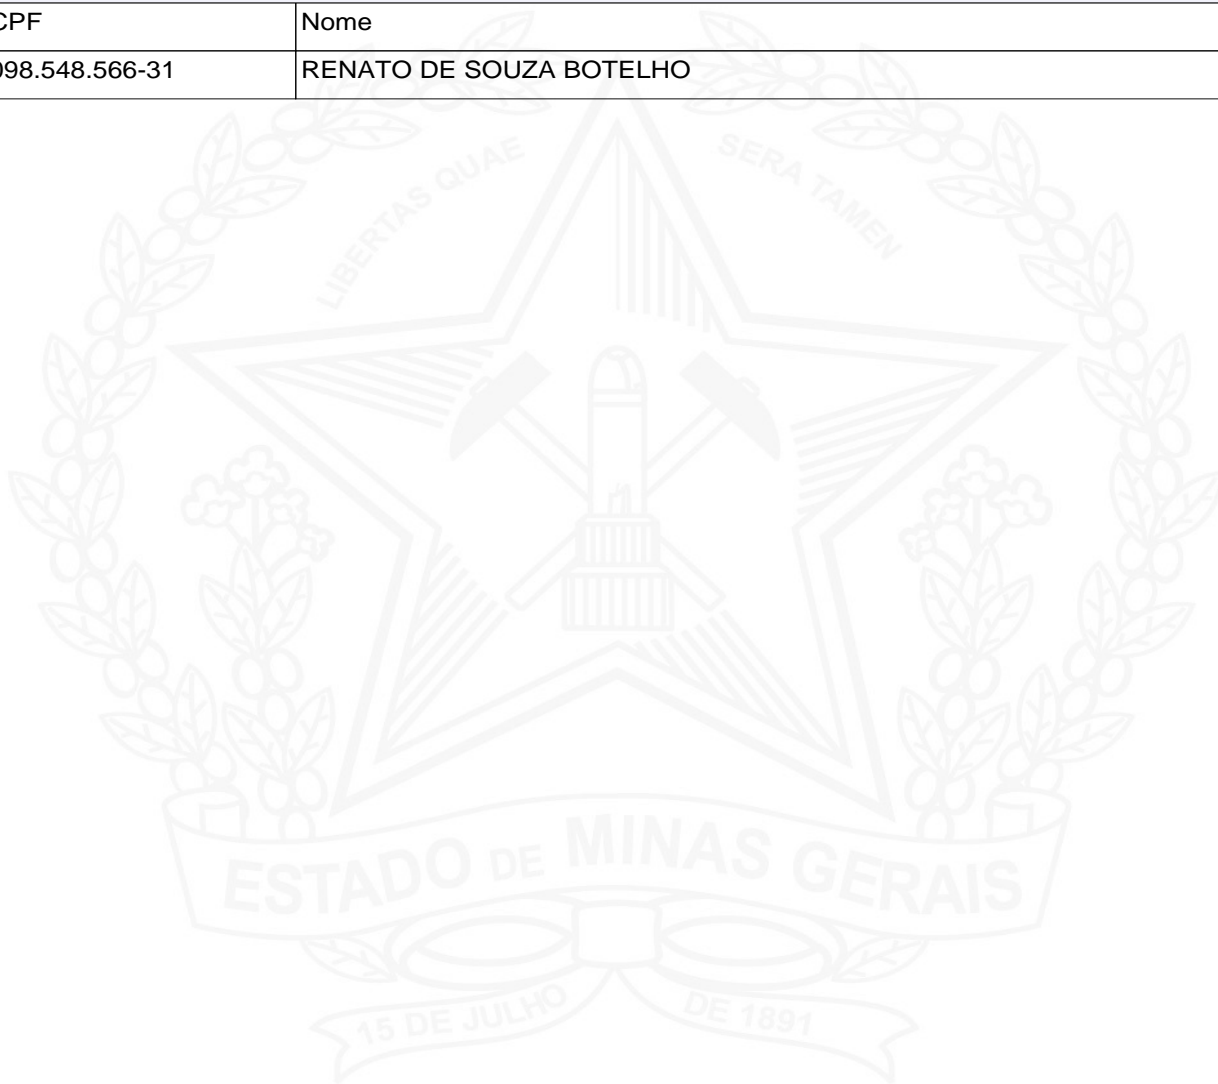 CPF Nome
098.548.566-31 RENATO DE SOUZA BOTELHO
LIBERTAS QUAE SERA TAMEN
ESTADO DE MINAS GERAIS
15 DE JULHO DE 1891